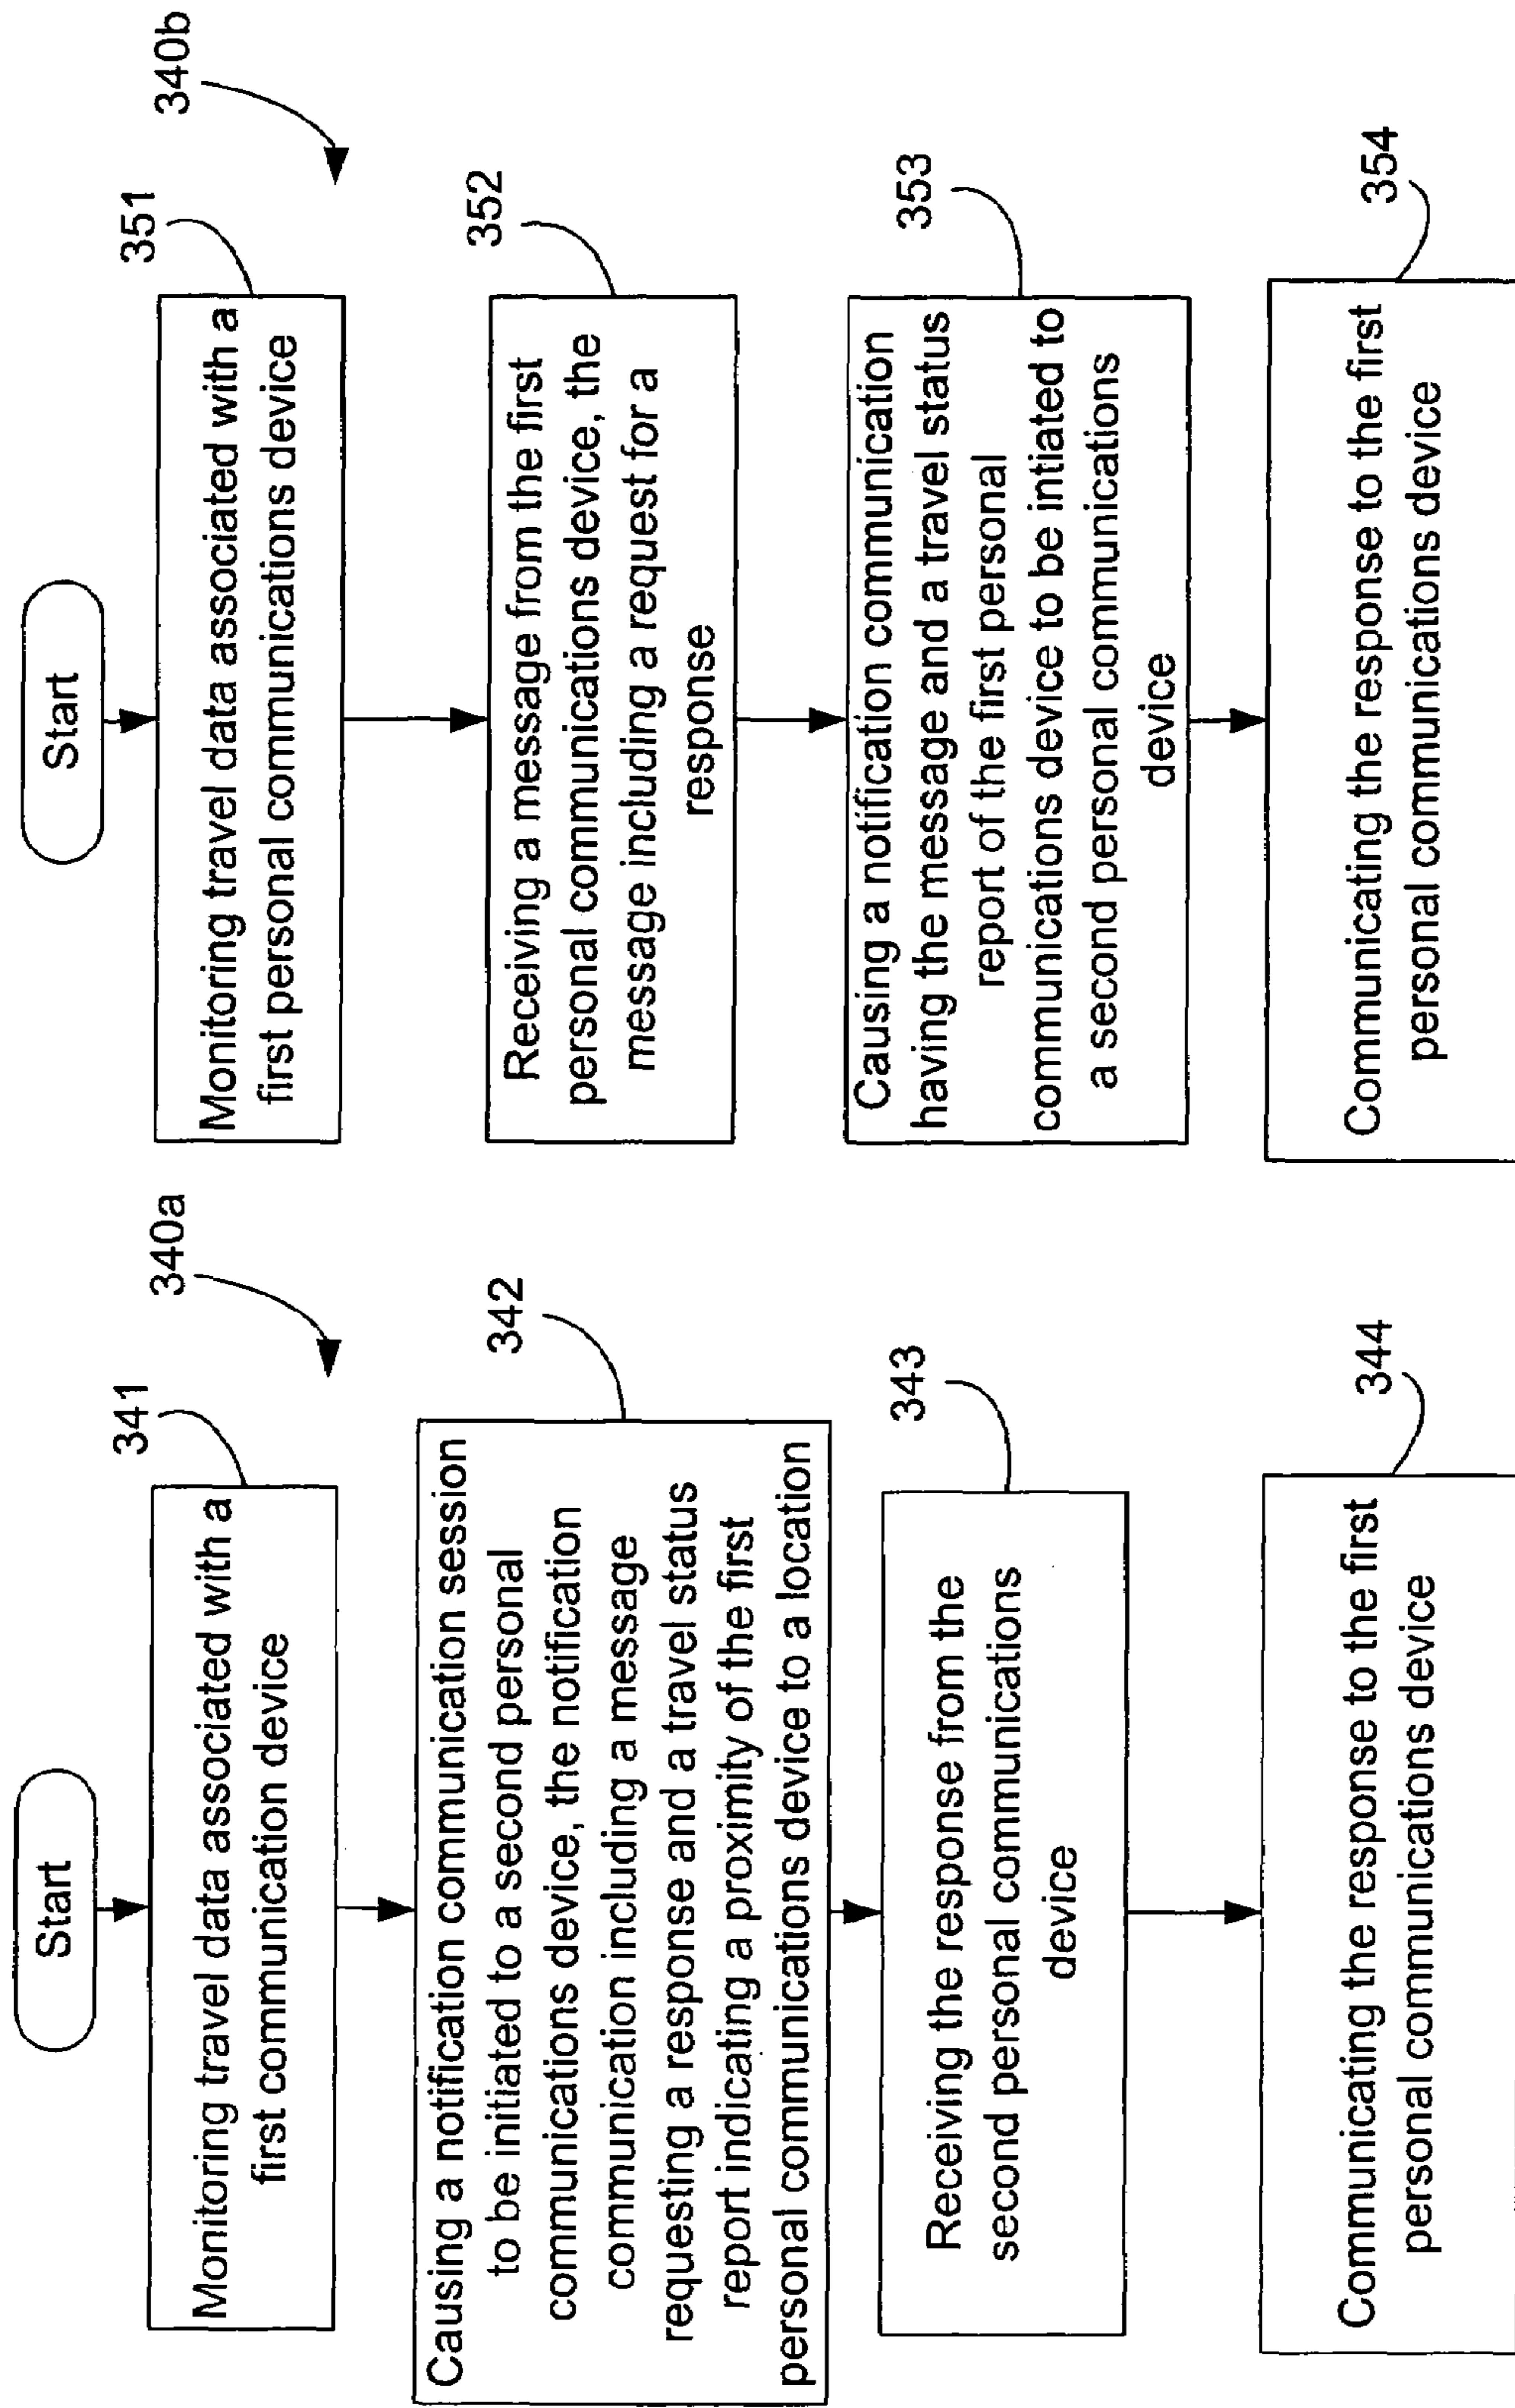 340a
Start
341
Monitoring travel data associated with a
first communication device
342
Causing a notification communication session
to be initiated to a second personal
communications device, the notification
communication including a message
requesting a response and a travel status
report indicating a proximity of the first
personal communications device to a location
343
Receiving the response from the
second personal communications
device
344
Communicating the response to the first
personal communications device
340b
Start
351
Monitoring travel data associated with a
first personal communications device
352
Receiving a message from the first
personal communications device, the
message including a request for a
response
353
Causing a notification communication
having the message and a travel status
report of the first personal
communications device to be intiated to
a second personal communications
device
354
Communicating the response to the first
personal communications device